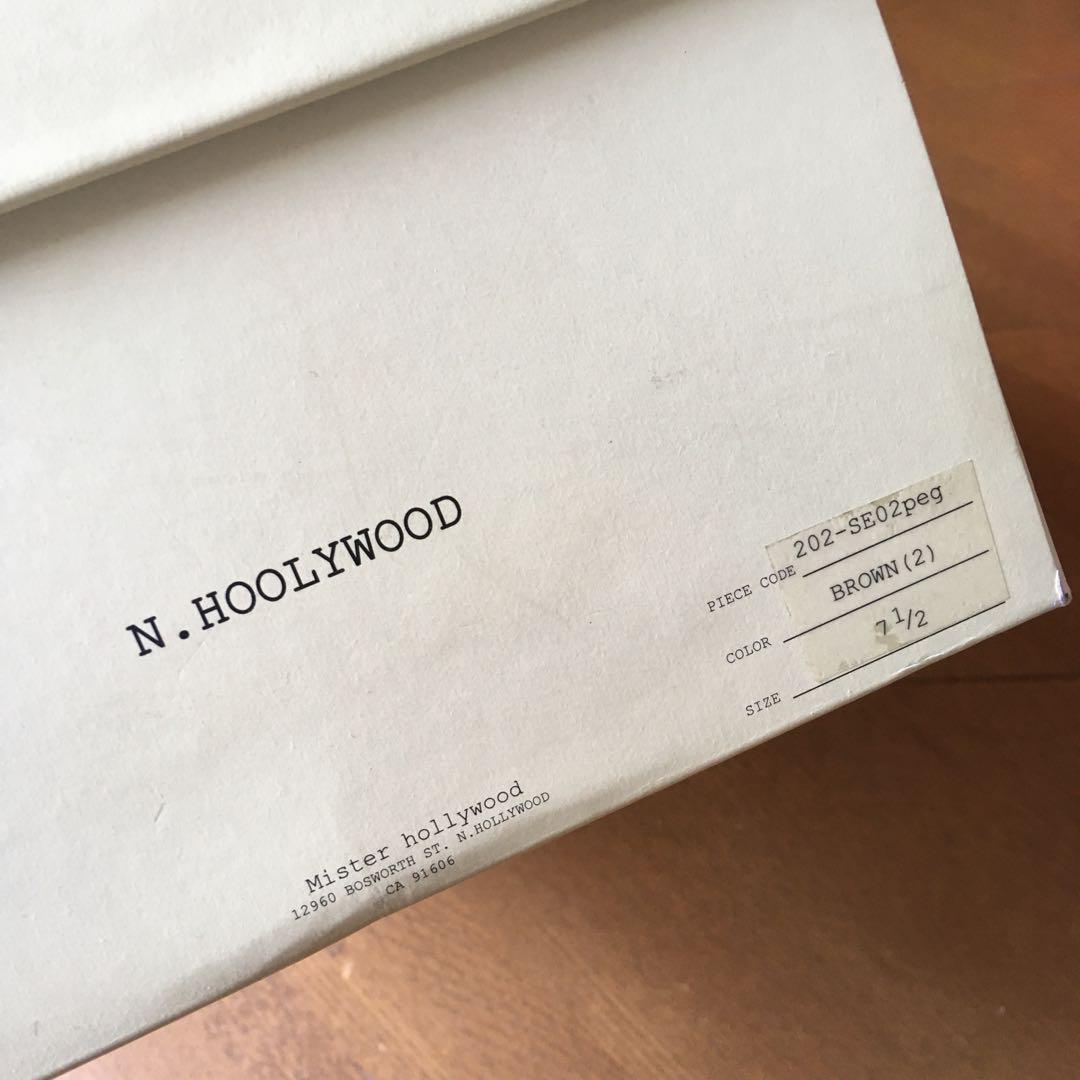 N.HOOLYWOOD
PIECE CODE 202-SE02peg
COLOR BROWN(2)
SIZE 7 1/2
Mister hollywood
12960 BOSWORTH ST. N.HOLLYWOOD
CA 91606